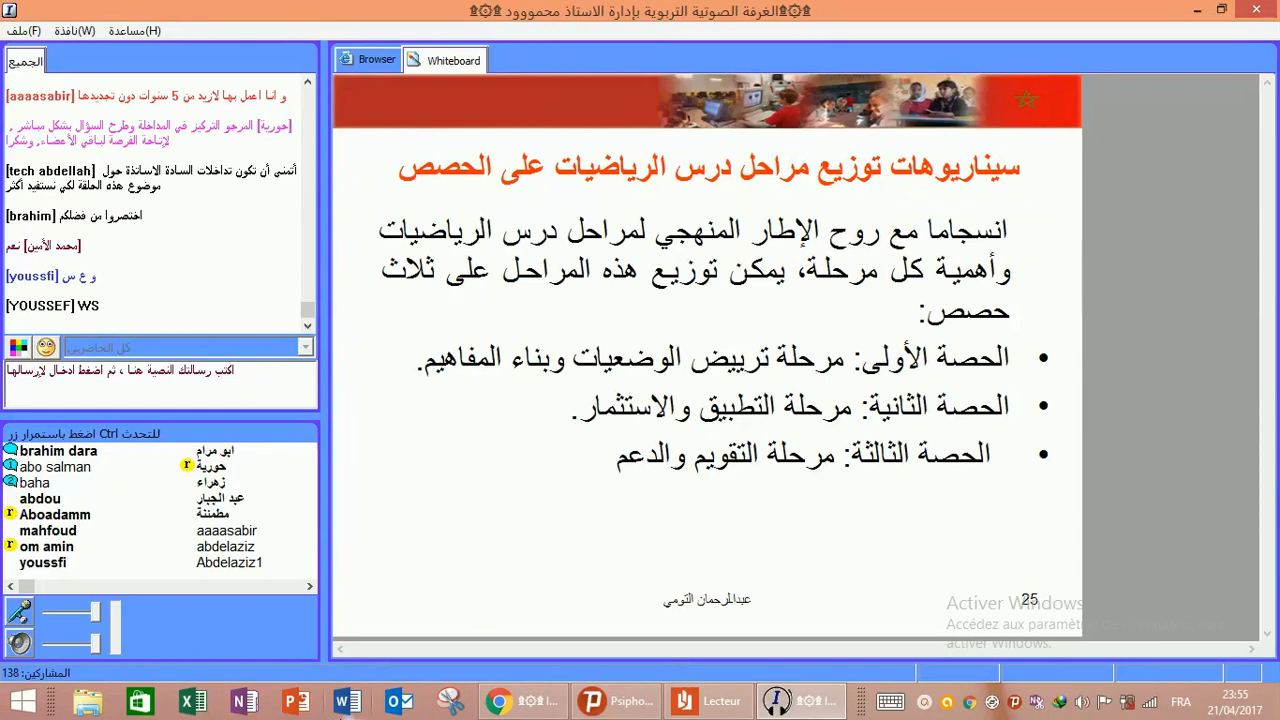 ۩۞۩الغرفة الصوتية التربوية بإدارة الاستاذ محمووود۩۞۩
ملف(F) نافذة(W) مساعدة(H)
الجميع
[aaaasabir] و انا اعمل بها لازيد من 5 سنوات دون تجديدها
[حورية] المرجو التركيز في المداخلة وطرح السؤال بشكل مباشر ,
لإتاحة الفرصة لباقي الأعضاء, وشكرا
[tech abdellah] أتمنى أن تكون تداخلات السادة الاساتذة حول
موضوع هذه الحلقة لكي نستفيد أكثر
[brahim] اختصروا من فضلكم
[محمد الأمين] نعم
[youssfi] و ع س
[YOUSSEF] WS
كل الحاضرين
اكتب رسالتك النصية هنا ، ثم اضغط ادخال لإرسالها
للتحدث Ctrl اضغط باستمرار زر
brahim dara ابو مرام
abo salman حورية
baha زهراء
abdou عبد الجبار
Aboadamm مطمئنة
mahfoud aaaasabir
om amin abdelaziz
youssfi Abdelaziz1
المشاركين: 138
Browser Whiteboard
سيناريوهات توزيع مراحل درس الرياضيات على الحصص
انسجاما مع روح الإطار المنهجي لمراحل درس الرياضيات
وأهمية كل مرحلة، يمكن توزيع هذه المراحل على ثلاث
حصص:
• الحصة الأولى: مرحلة ترييض الوضعيات وبناء المفاهيم.
• الحصة الثانية: مرحلة التطبيق والاستثمار.
• الحصة الثالثة: مرحلة التقويم والدعم
عبدالرحمان التومي
25
Activer Windows
Accédez aux paramètres
activer Windows.
۩۞۩ I... Psipho... Lecteur ۩۞۩ I...
FRA
23:55
21/04/2017